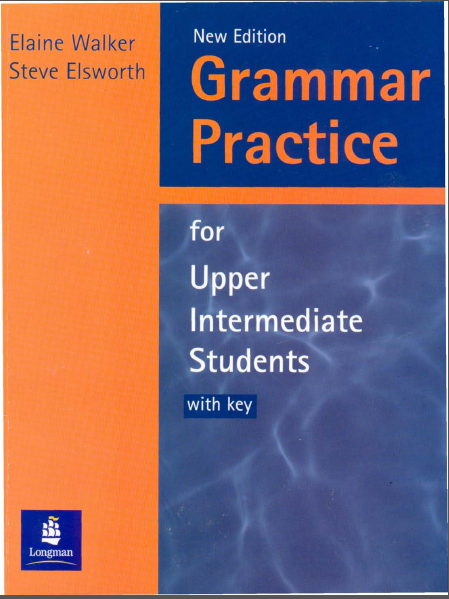 Elaine Walker
Steve Elsworth
New Edition
Grammar
Practice
for
Upper
Intermediate
Students
with key
Longman